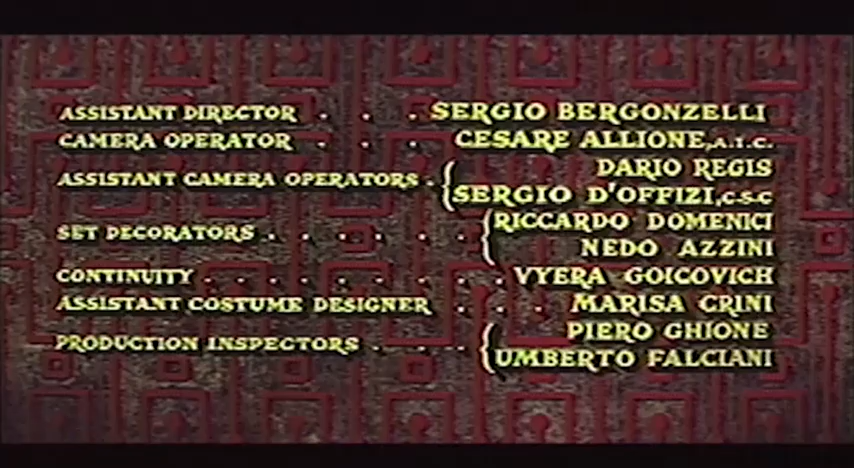 ASSISTANT DIRECTOR . . . SERGIO BERGONZELLI
CAMERA OPERATOR . . . CESARE ALLIONE, A.I.C.
ASSISTANT CAMERA OPERATORS . DARIO REGIS
SERGIO D'OFFIZI, C.S.C
SET DECORATORS . . . . . . RICCARDO DOMENICI
NEDO AZZINI
CONTINUITY . . . . . . . . . VYERA GOICOVICH
ASSISTANT COSTUME DESIGNER . . . MARISA CRINI
PRODUCTION INSPECTORS . . . PIERO GHIONE
UMBERTO FALCIANI